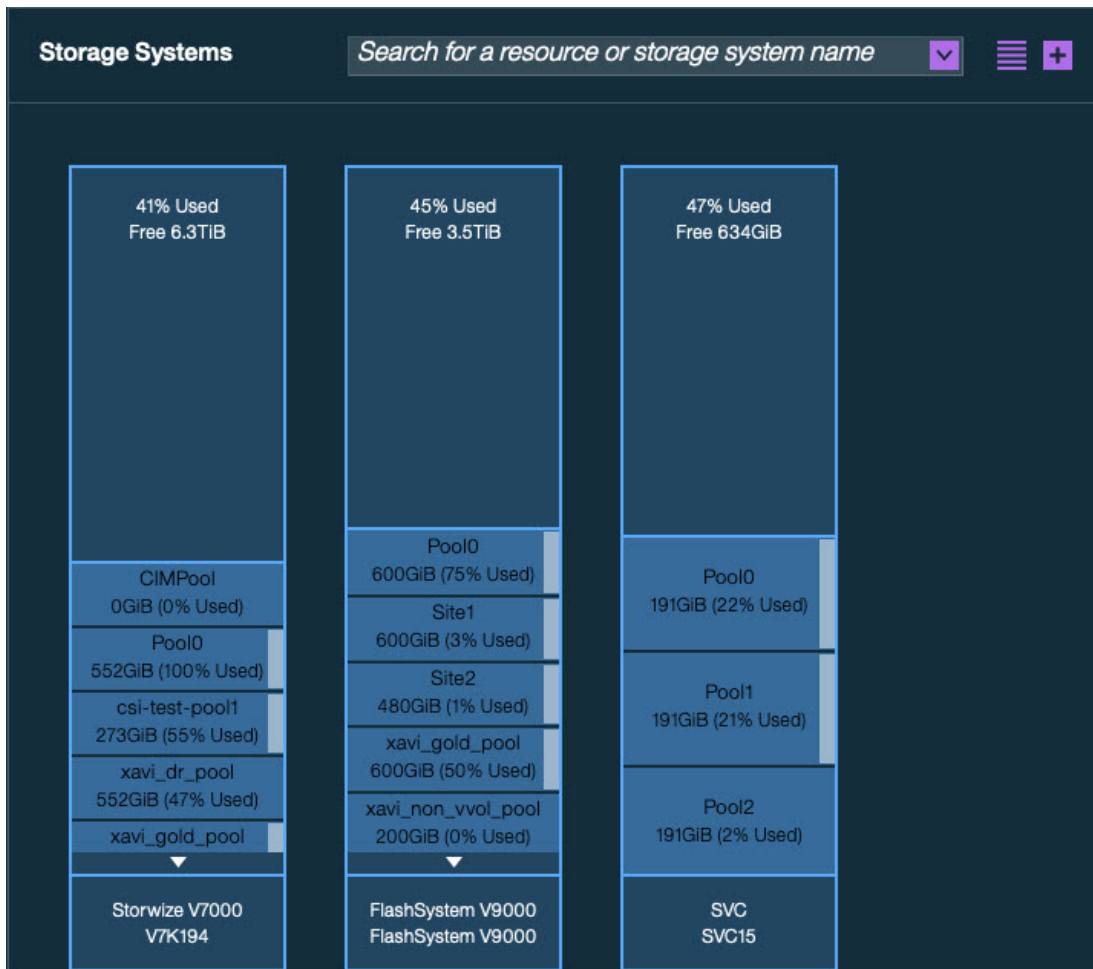 Storage Systems
Search for a resource or storage system name
41% Used
Free 6.3TiB
CIMPool
0GiB (0% Used)
Pool0
552GiB (100% Used)
csi-test-pool1
273GiB (55% Used)
xavi_dr_pool
552GiB (47% Used)
xavi_gold_pool
Storwize V7000
V7K194
45% Used
Free 3.5TiB
Pool0
600GiB (75% Used)
Site1
600GiB (3% Used)
Site2
480GiB (1% Used)
xavi_gold_pool
600GiB (50% Used)
xavi_non_vvol_pool
200GiB (0% Used)
FlashSystem V9000
FlashSystem V9000
47% Used
Free 634GiB
Pool0
191GiB (22% Used)
Pool1
191GiB (21% Used)
Pool2
191GiB (2% Used)
SVC
SVC15